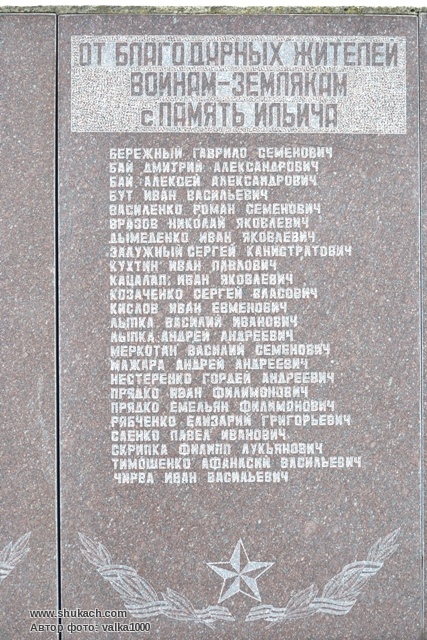 ОТ БЛАГОДАРНЫХ ЖИТЕЛЕЙ
ВОИНАМ-ЗЕМЛЯКАМ
с ПАМЯТЬ ИЛЬИЧА
БЕРЕЖНЫЙ ГАВРИЛО СЕМЕНОВИЧ
БАЙ ДМИТРИЙ АЛЕКСАНДРОВИЧ
БАЙ АЛЕКСЕЙ АЛЕКСАНДРОВИЧ
БУТ ИВАН ВАСИЛЬЕВИЧ
ВАСИЛЕНКО РОМАН СЕМЕНОВИЧ
ВРАЗОВ НИКОЛАЙ ЯКОВЛЕВИЧ
ДЫМЕДЕНКО ИВАН ЯКОВЛЕВИЧ
ЗАЛУЖНЫЙ СЕРГЕЙ КАНИСТРАТОВИЧ
КУХТИН ИВАН ПАВЛОВИЧ
КАЦАЛАП ИВАН ЯКОВЛЕВИЧ
КОЗАЧЕНКО СЕРГЕЙ ВЛАСОВИЧ
КИСЛОВ ИВАН ЕВМЕНОВИЧ
ЛЫПКА ВАСИЛИЙ ИВАНОВИЧ
ЛЫПКА АНДРЕЙ АНДРЕЕВИЧ
МЕРКОТАН ВАСИЛИЙ СЕМЕНОВИЧ
МАЖАРА АНДРЕЙ АНДРЕЕВИЧ
НЕСТЕРЕНКО ГОРДЕЙ АНДРЕЕВИЧ
ПРЯДКО ИВАН ФИЛИМОНОВИЧ
ПРЯДКО ЕМЕЛЬЯН ФИЛИМОНОВИЧ
РЯБЧЕНКО ЕЛИЗАРИЙ ГРИГОРЬЕВИЧ
САЕНКО ПАВЕЛ ИВАНОВИЧ
СКРИПКА ФИЛИПП ЛУКЬЯНОВИЧ
ТИМОШЕНКО АФАНАСИЙ ВАСИЛЬЕВИЧ
ЧИРВА ИВАН ВАСИЛЬЕВИЧ
www.shukach.com
Автор фото- valka1000